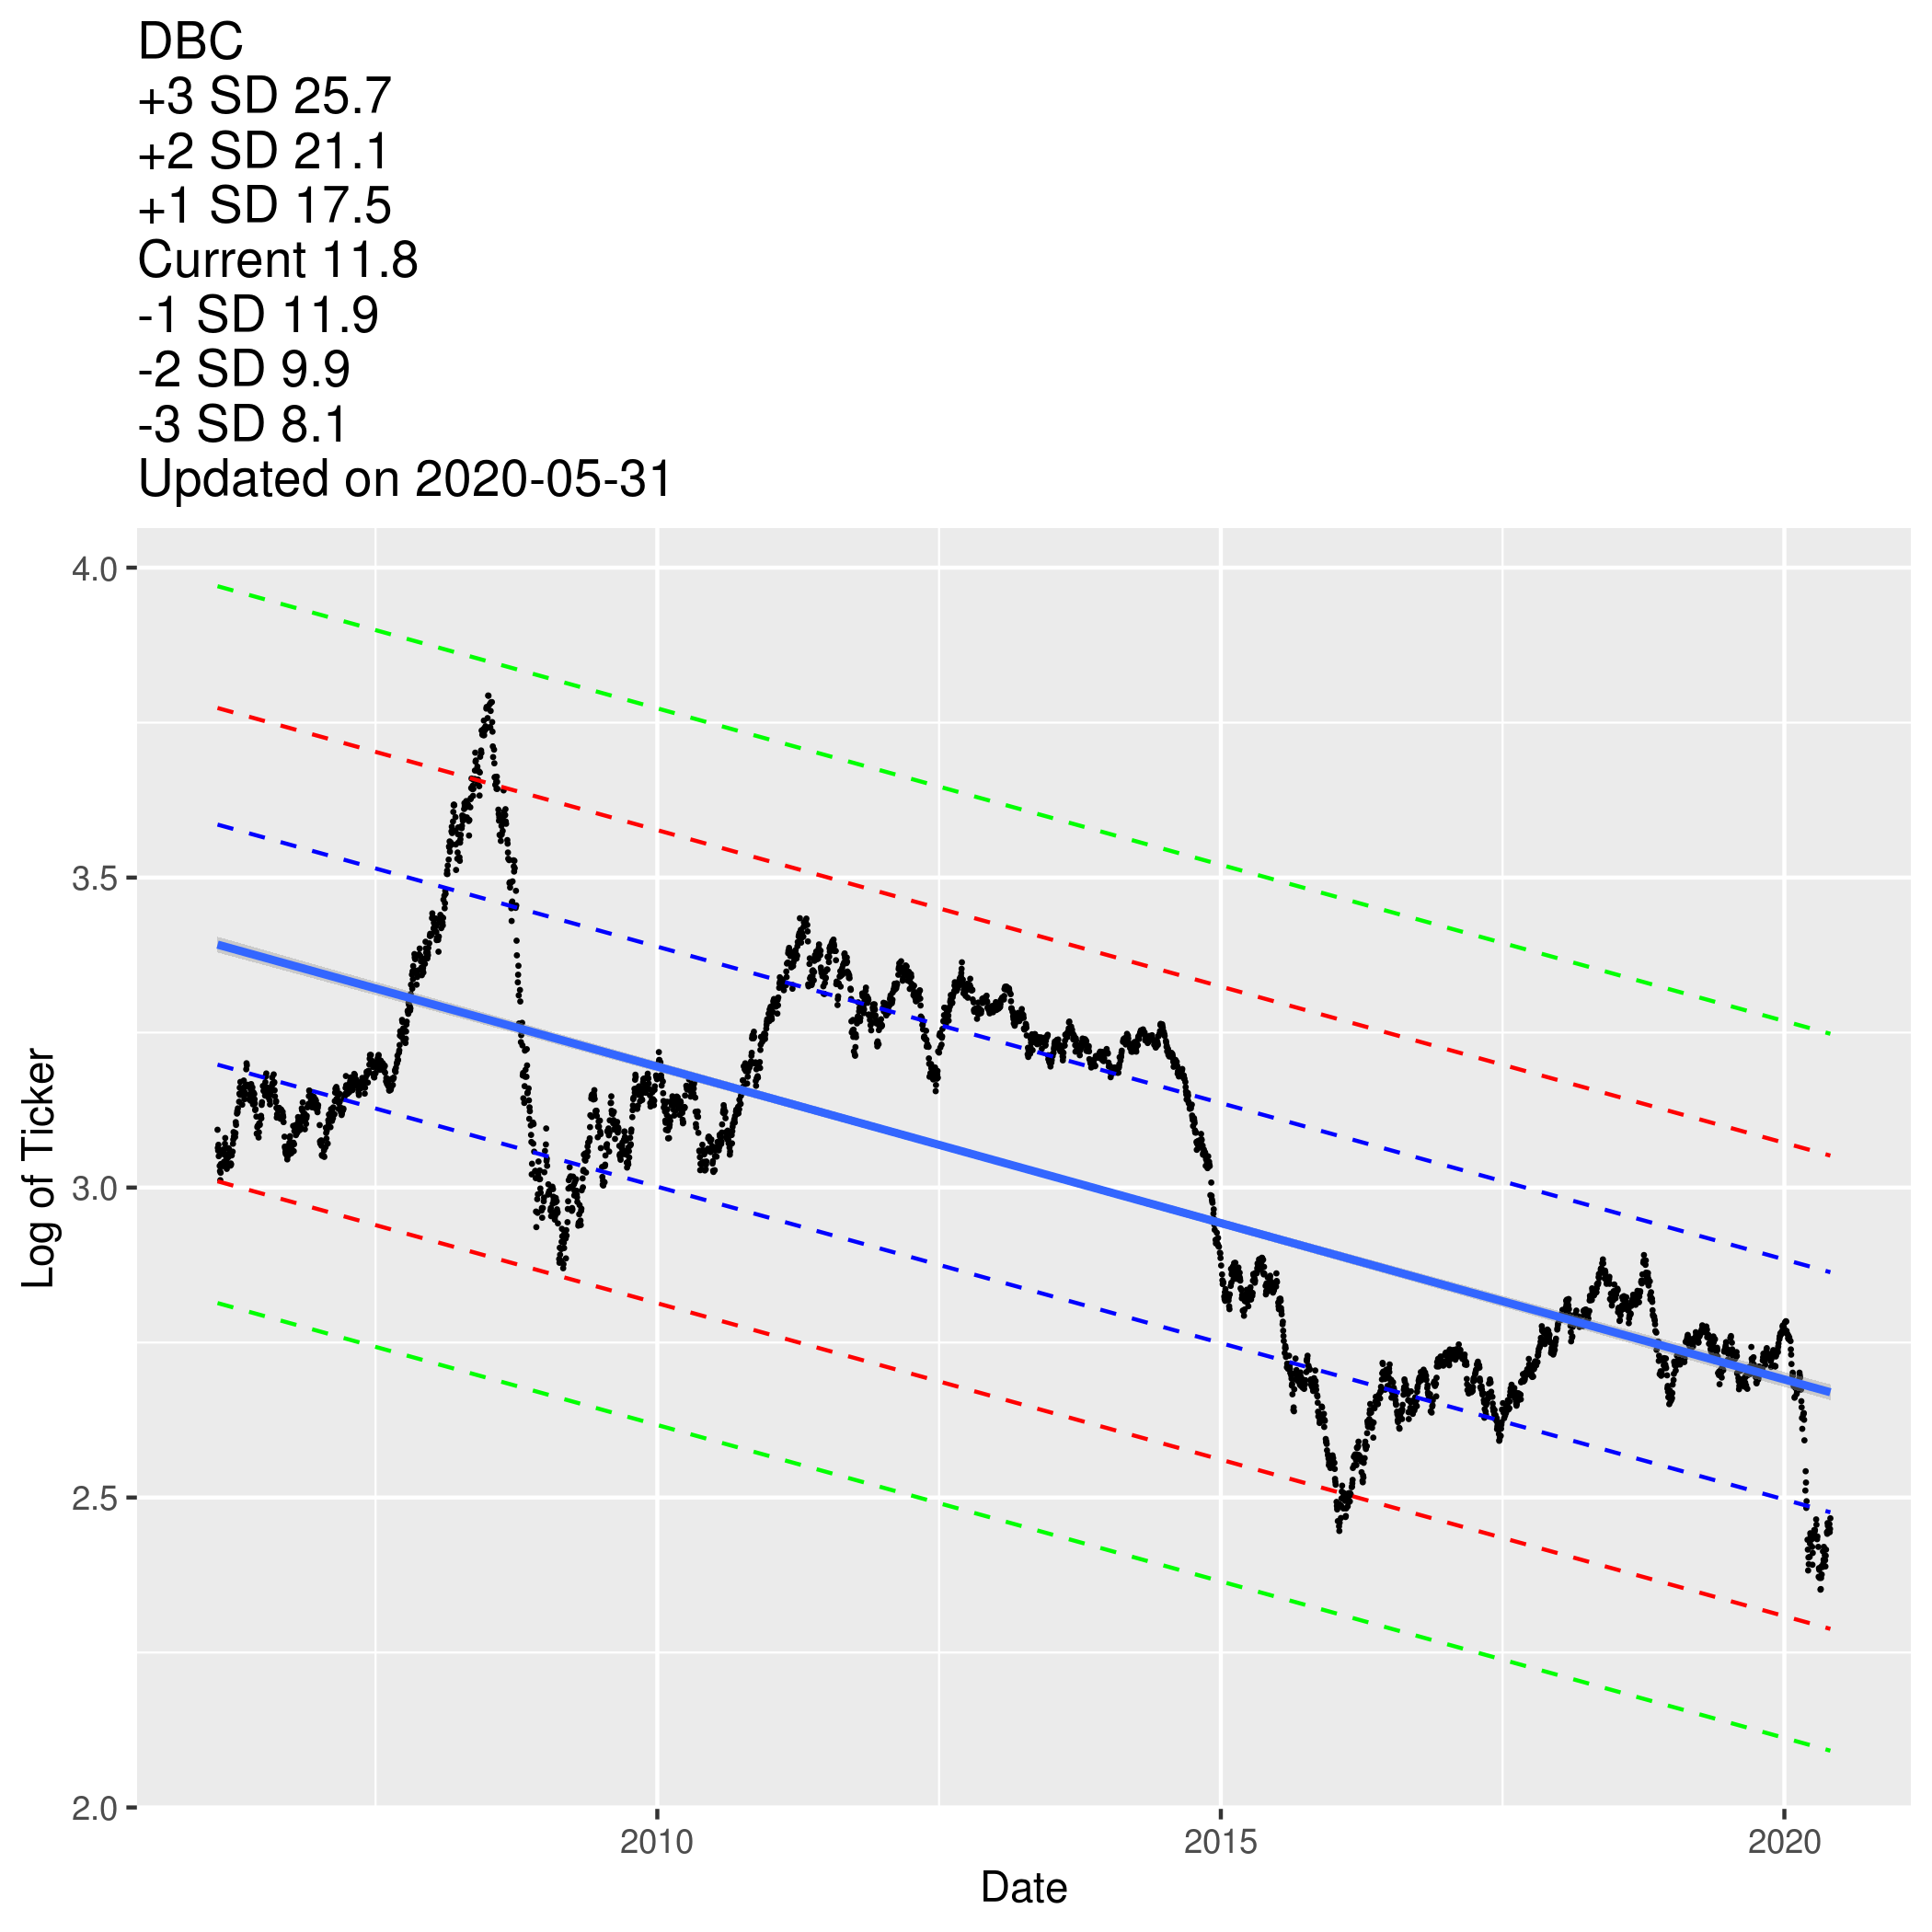 DBC
+3 SD 25.7
+2 SD 21.1
+1 SD 17.5
Current 11.8
-1 SD 11.9
-2 SD 9.9
-3 SD 8.1
Updated on 2020-05-31
4.0
3.5
3.0
2.5
2.0
Log of Ticker
2010
2015
2020
Date